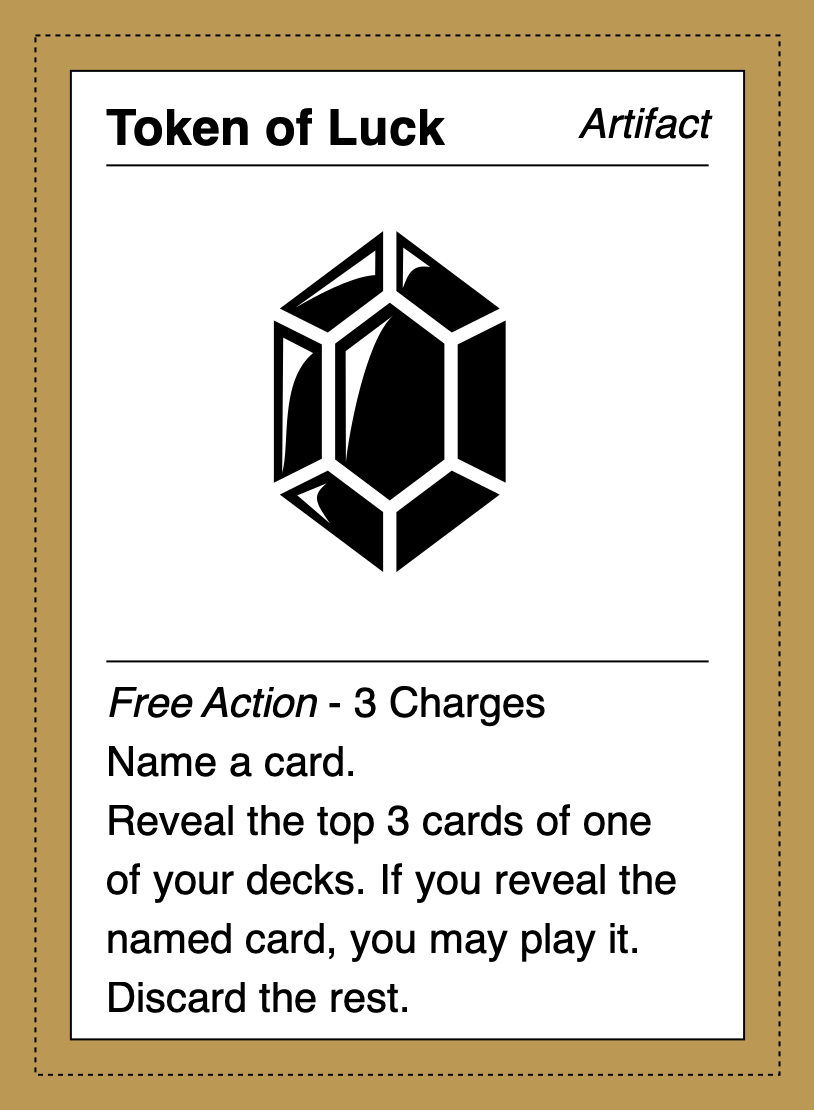 Token of Luck Artifact
Free Action - 3 Charges
Name a card.
Reveal the top 3 cards of one
of your decks. If you reveal the
named card, you may play it.
Discard the rest.